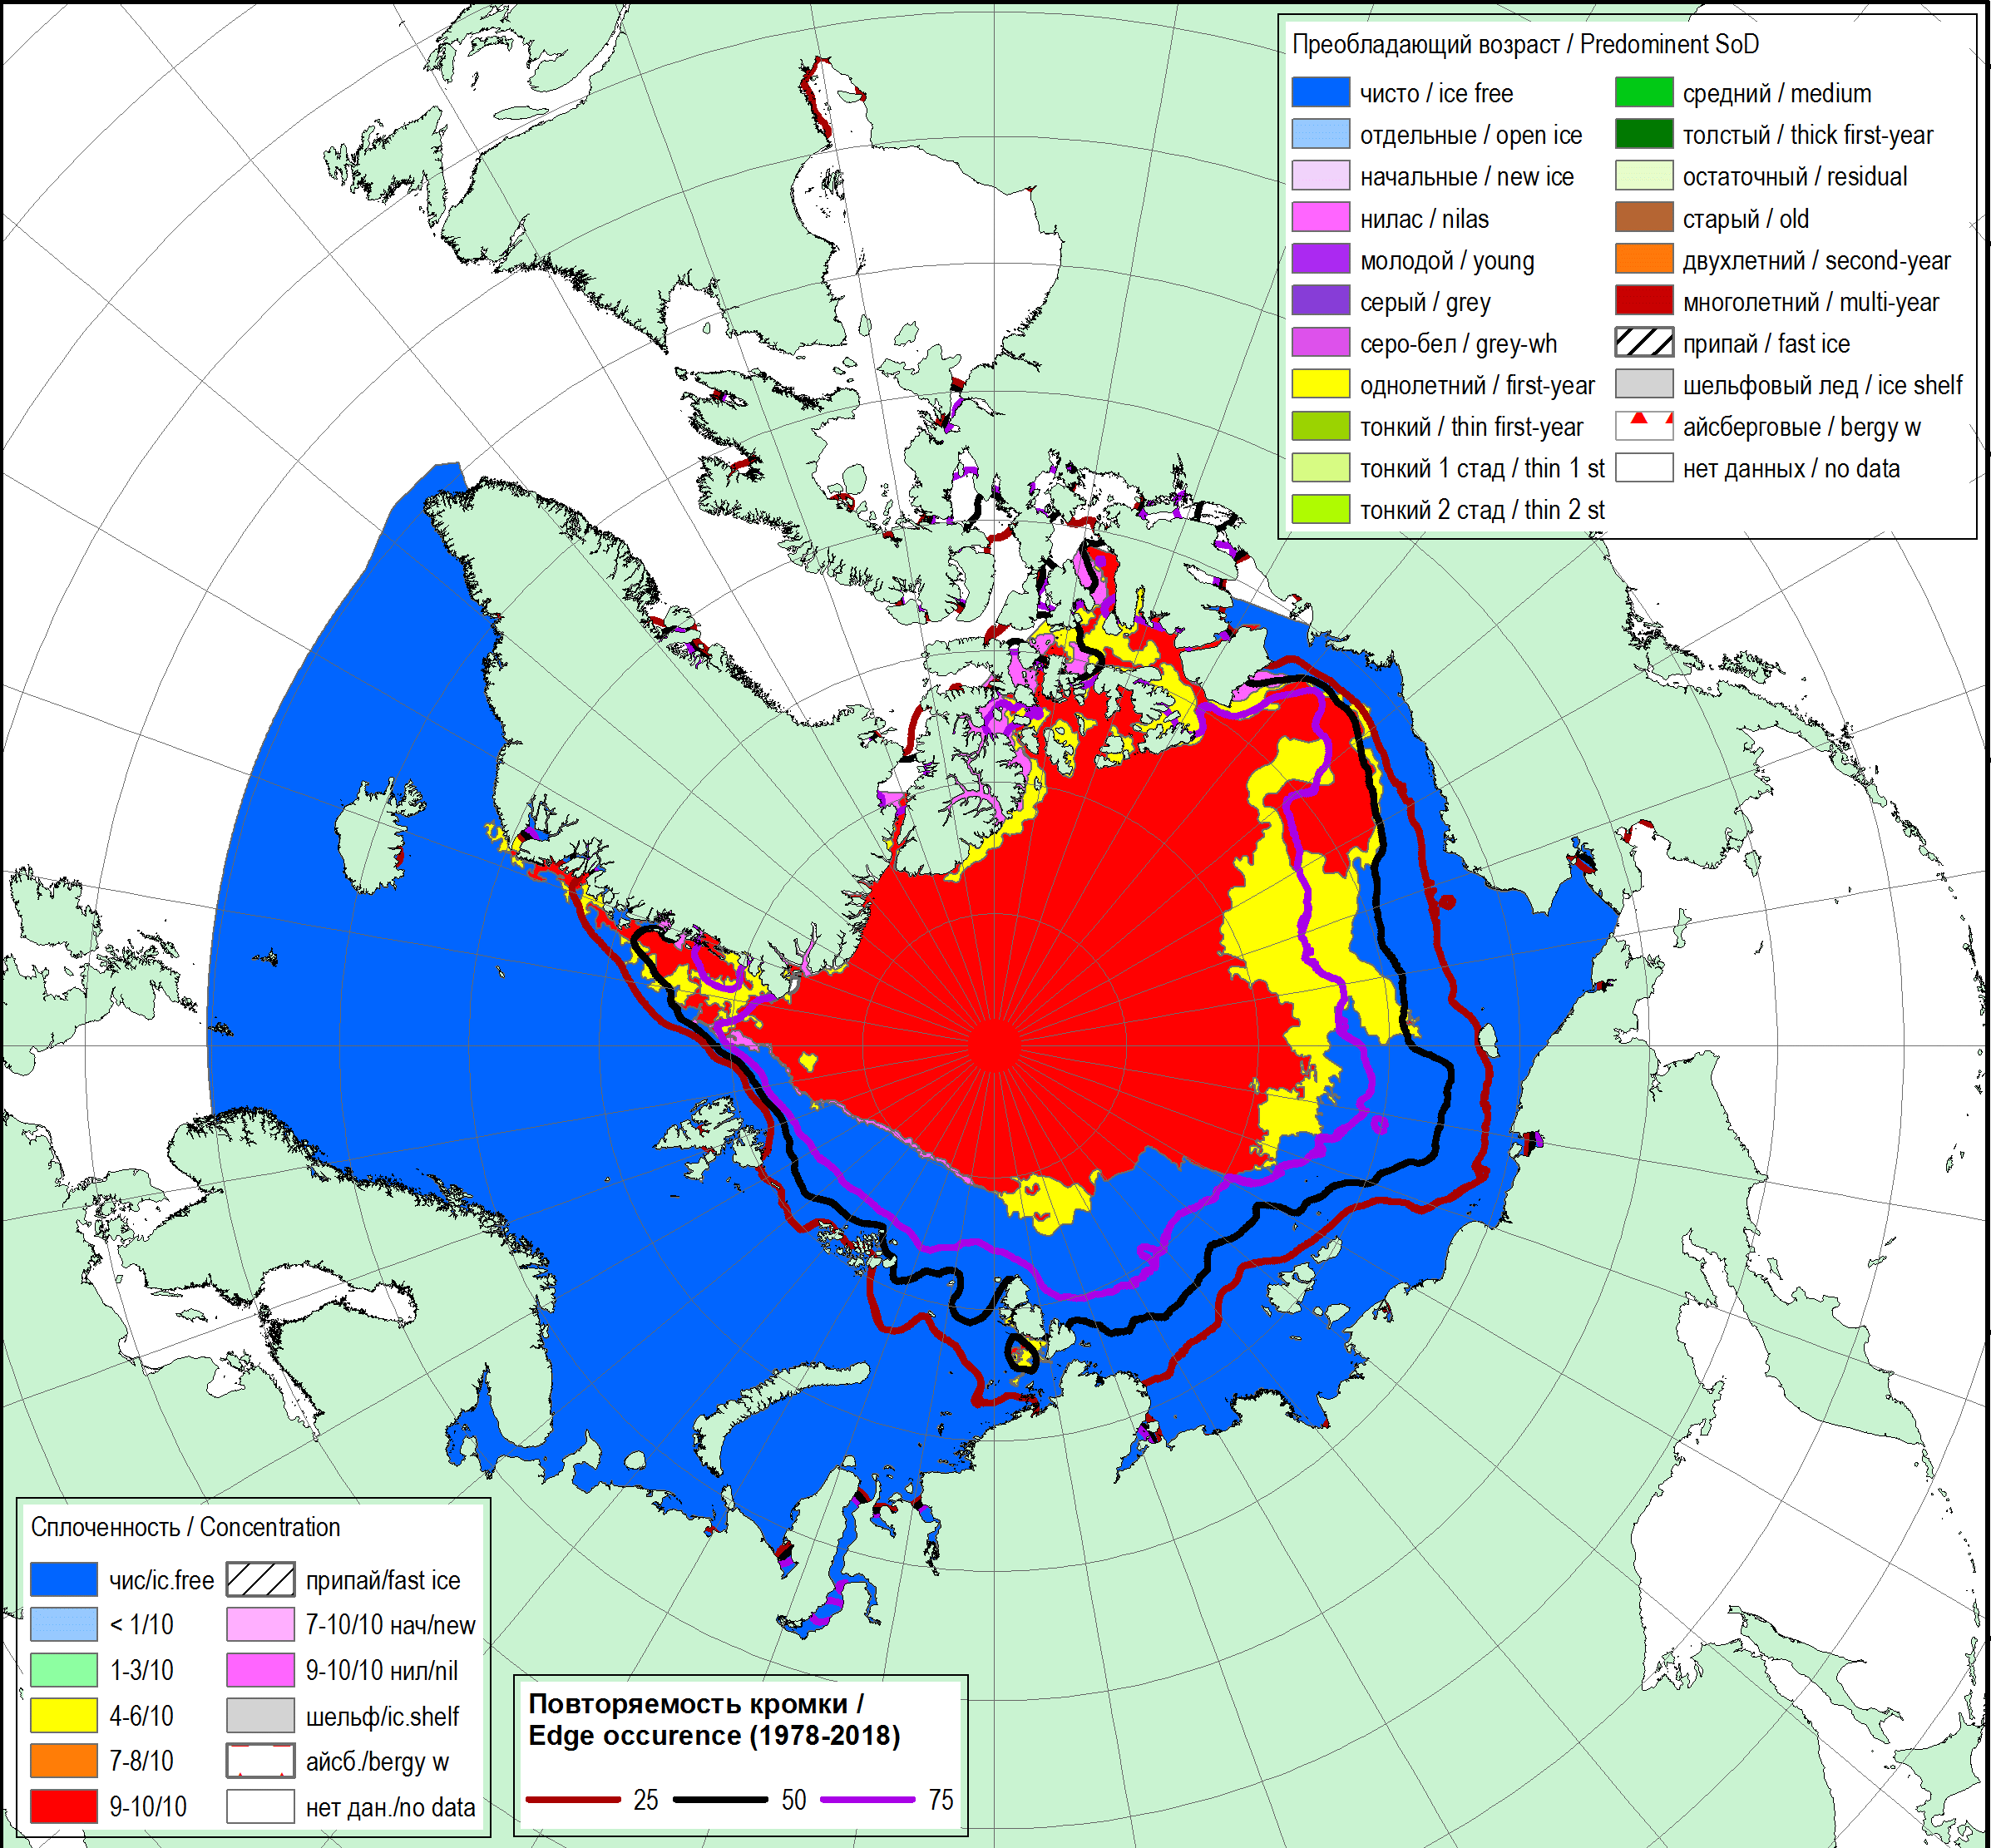 Преобладающий возраст / Predominent SoD
чисто / ice free
отдельные / open ice
начальные / new ice
нилас / nilas
молодой / young
серый / grey
серо-бел / grey-wh
однолетний / first-year
тонкий / thin first-year
тонкий 1 стад / thin 1 st
тонкий 2 стад / thin 2 st
средний / medium
толстый / thick first-year
остаточный / residual
старый / old
двухлетний / second-year
многолетний / multi-year
припай / fast ice
шельфовый лед / ice shelf
айсберговые / bergy w
нет данных / no data
Сплоченность / Concentration
чис/ic.free
< 1/10
1-3/10
4-6/10
7-8/10
9-10/10
припай/fast ice
7-10/10 нач/new
9-10/10 нил/nil
шельф/ic.shelf
айсб./bergy w
нет дан./no data
Повторяемость кромки /
Edge occurence (1978-2018)
25 50 75